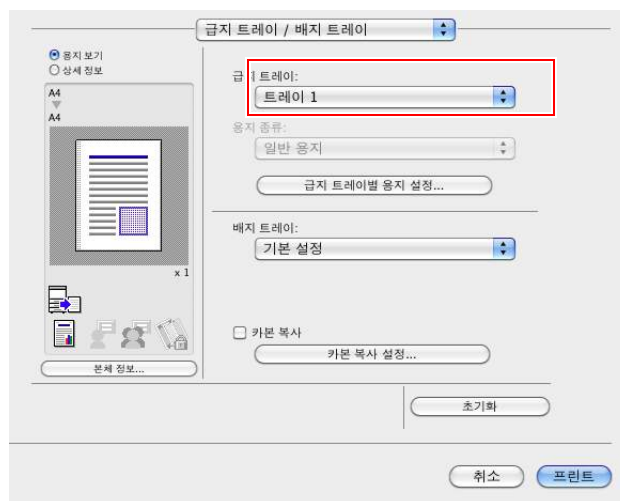 급지 트레이 / 배지 트레이
용지 보기
상세 정보
A4
A4
x 1
본체 정보...
급지 트레이:
트레이 1
용지 종류:
일반 용지
급지 트레이별 용지 설정...
배지 트레이:
기본 설정
카본 복사
카본 복사 설정...
초기화
취소
프린트